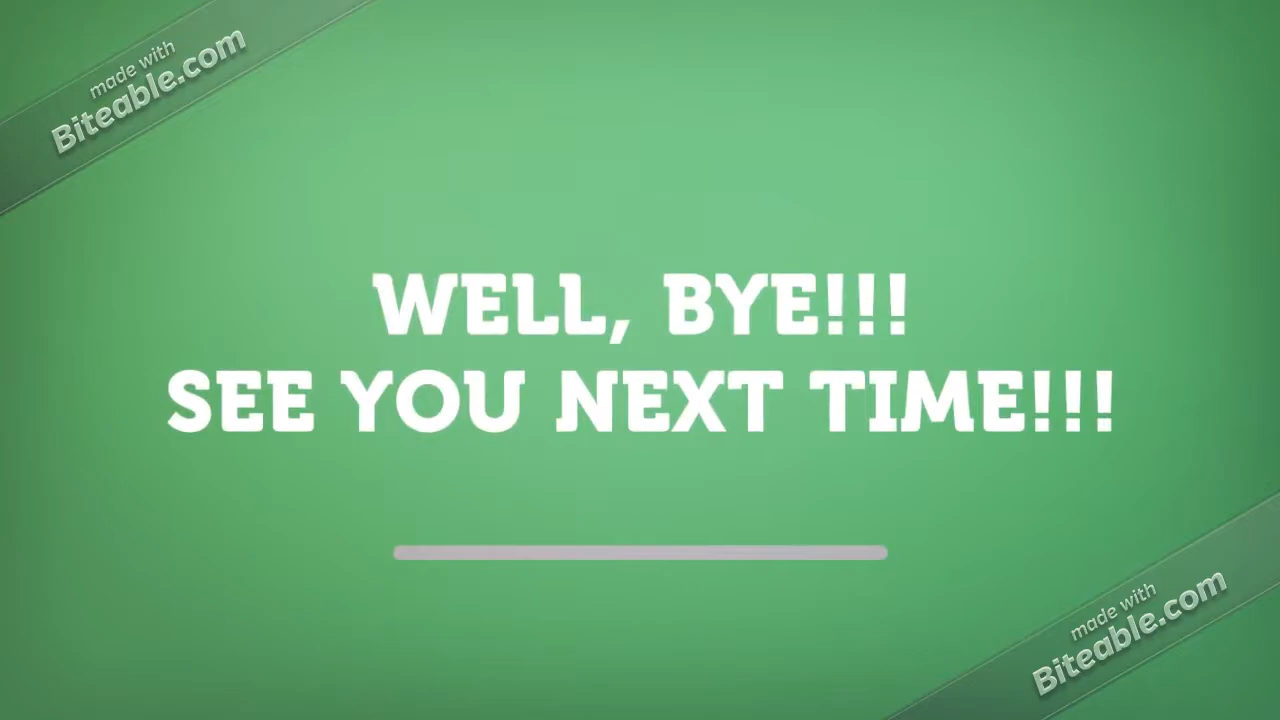 made with
Biteable.com
WELL, BYE!!!
SEE YOU NEXT TIME!!!
made with
Biteable.com